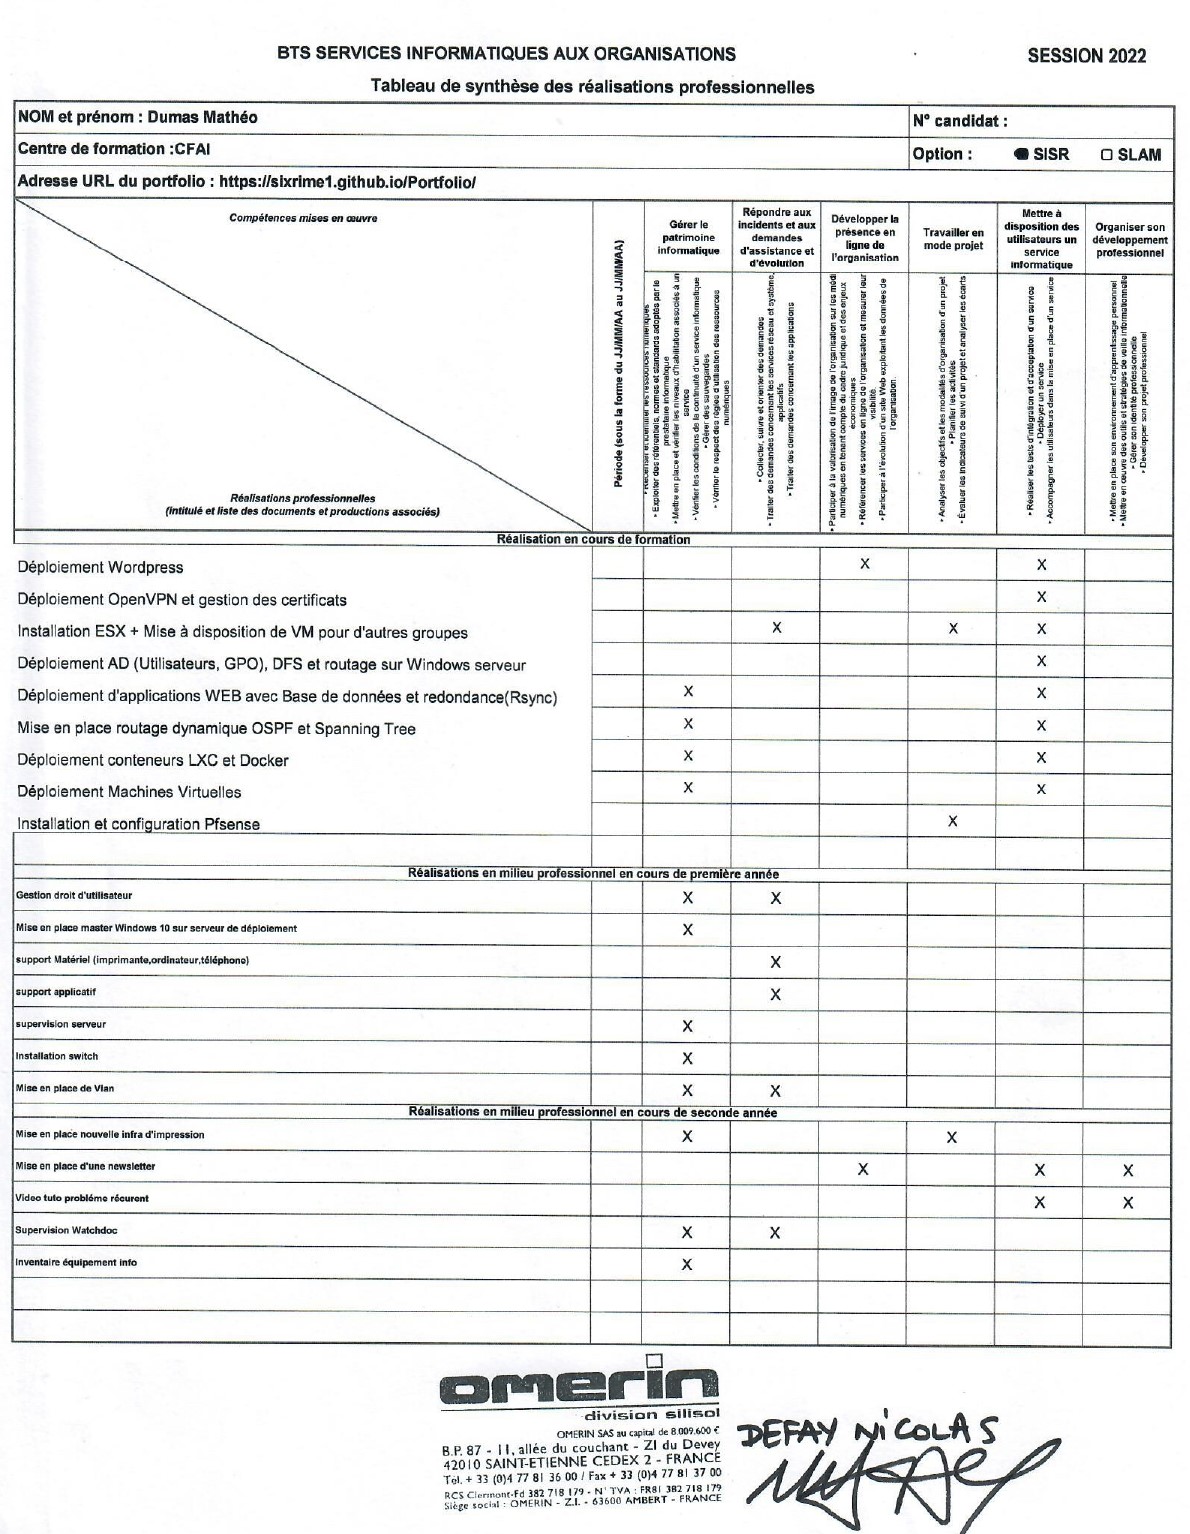 BTS SERVICES INFORMATIQUES AUX ORGANISATIONS
SESSION 2022
Tableau de synthèse des réalisations professionnelles
NOM et prénom : Dumas Mathéo
N° candidat :
Centre de formation :CFAI
Option : SISR SLAM
Adresse URL du portfolio : https://sixrime1.github.io/Portfolio/
Compétences mises en œuvre
Réalisations professionnelles
(intitulé et liste des documents et productions associés)
Période (sous la forme du JJ/MM/AA au JJ/MM/AA)
Gérer le
patrimoine
informatique
• Recenser et identifier les ressources numériques
• Exploiter des référentiels, normes et standards adoptés par le
prestataire informatique
• Mettre en place et vérifier les niveaux d'habilitation associés à un
service
• Vérifier les conditions de la continuité d'un service informatique
• Gérer des sauvegardes
• Vérifier le respect des règles d'utilisation des ressources
numériques
Répondre aux
incidents et aux
demandes
d'assistance et
d'évolution
• Collecter, suivre et orienter des demandes
• Traiter des demandes concernant les services réseau et système,
applicatifs
• Traiter des demandes concernant les applications
Développer la
présence en
ligne de
l'organisation
• Participer à la valorisation de l'image de l'organisation sur les médi
numériques en tenant compte du cadre juridique et des enjeux
économiques
• Référencer les services en ligne de l'organisation et mesurer leur
visibilité.
• Participer à l'évolution d'un site Web exploitant les données de
l'organisation.
Travailler en
mode projet
• Analyser les objectifs et les modalités d'organisation d'un projet
• Planifier les activités
• Évaluer les indicateurs de suivi d'un projet et analyser les écarts
Mettre à
disposition des
utilisateurs un
service
informatique
• Réaliser les tests d'intégration et d'acceptation d'un service
• Déployer un service
• Accompagner les utilisateurs dans la mise en place d'un service
Organiser son
développement
professionnel
• Mettre en place son environnement d'apprentissage personnel
• Mettre en œuvre des outils et stratégies de veille informationnelle
• Gérer son identité professionnelle
• Développer son projet professionnel
Réalisation en cours de formation
Déploiement Wordpress X X
Déploiement OpenVPN et gestion des certificats X
Installation ESX + Mise à disposition de VM pour d'autres groupes X X X
Déploiement AD (Utilisateurs, GPO), DFS et routage sur Windows serveur X
Déploiement d'applications WEB avec Base de données et redondance(Rsync) X X
Mise en place routage dynamique OSPF et Spanning Tree X X
Déploiement conteneurs LXC et Docker X X
Déploiement Machines Virtuelles X X
Installation et configuration Pfsense X
Réalisations en milieu professionnel en cours de première année
Gestion droit d'utilisateur X X
Mise en place master Windows 10 sur serveur de déploiement X
support Matériel (imprimante,ordinateur,téléphone) X
support applicatif X
supervision serveur X
Installation switch X
Mise en place de Vlan X X
Réalisations en milieu professionnel en cours de seconde année
Mise en place nouvelle infra d'impression X X
Mise en place d'une newsletter X X X
Video tuto probléme récurent X X
Supervision Watchdoc X X
Inventaire équipement info X
omerin
division silisol
OMERIN SAS au capital de 8.009.600 €
B.P. 87 - 11, allée du couchant - ZI du Devey
42010 SAINT-ETIENNE CEDEX 2 - FRANCE
Tel. + 33 (0)4 77 81 36 00 / Fax + 33 (0)4 77 81 37 00
RCS Clermont-Fd 382 718 179 - N° TVA : FR81 382 718 179
Siège social : OMERIN - Z.I. - 63600 AMBERT - FRANCE
DEFAY NICOLAS